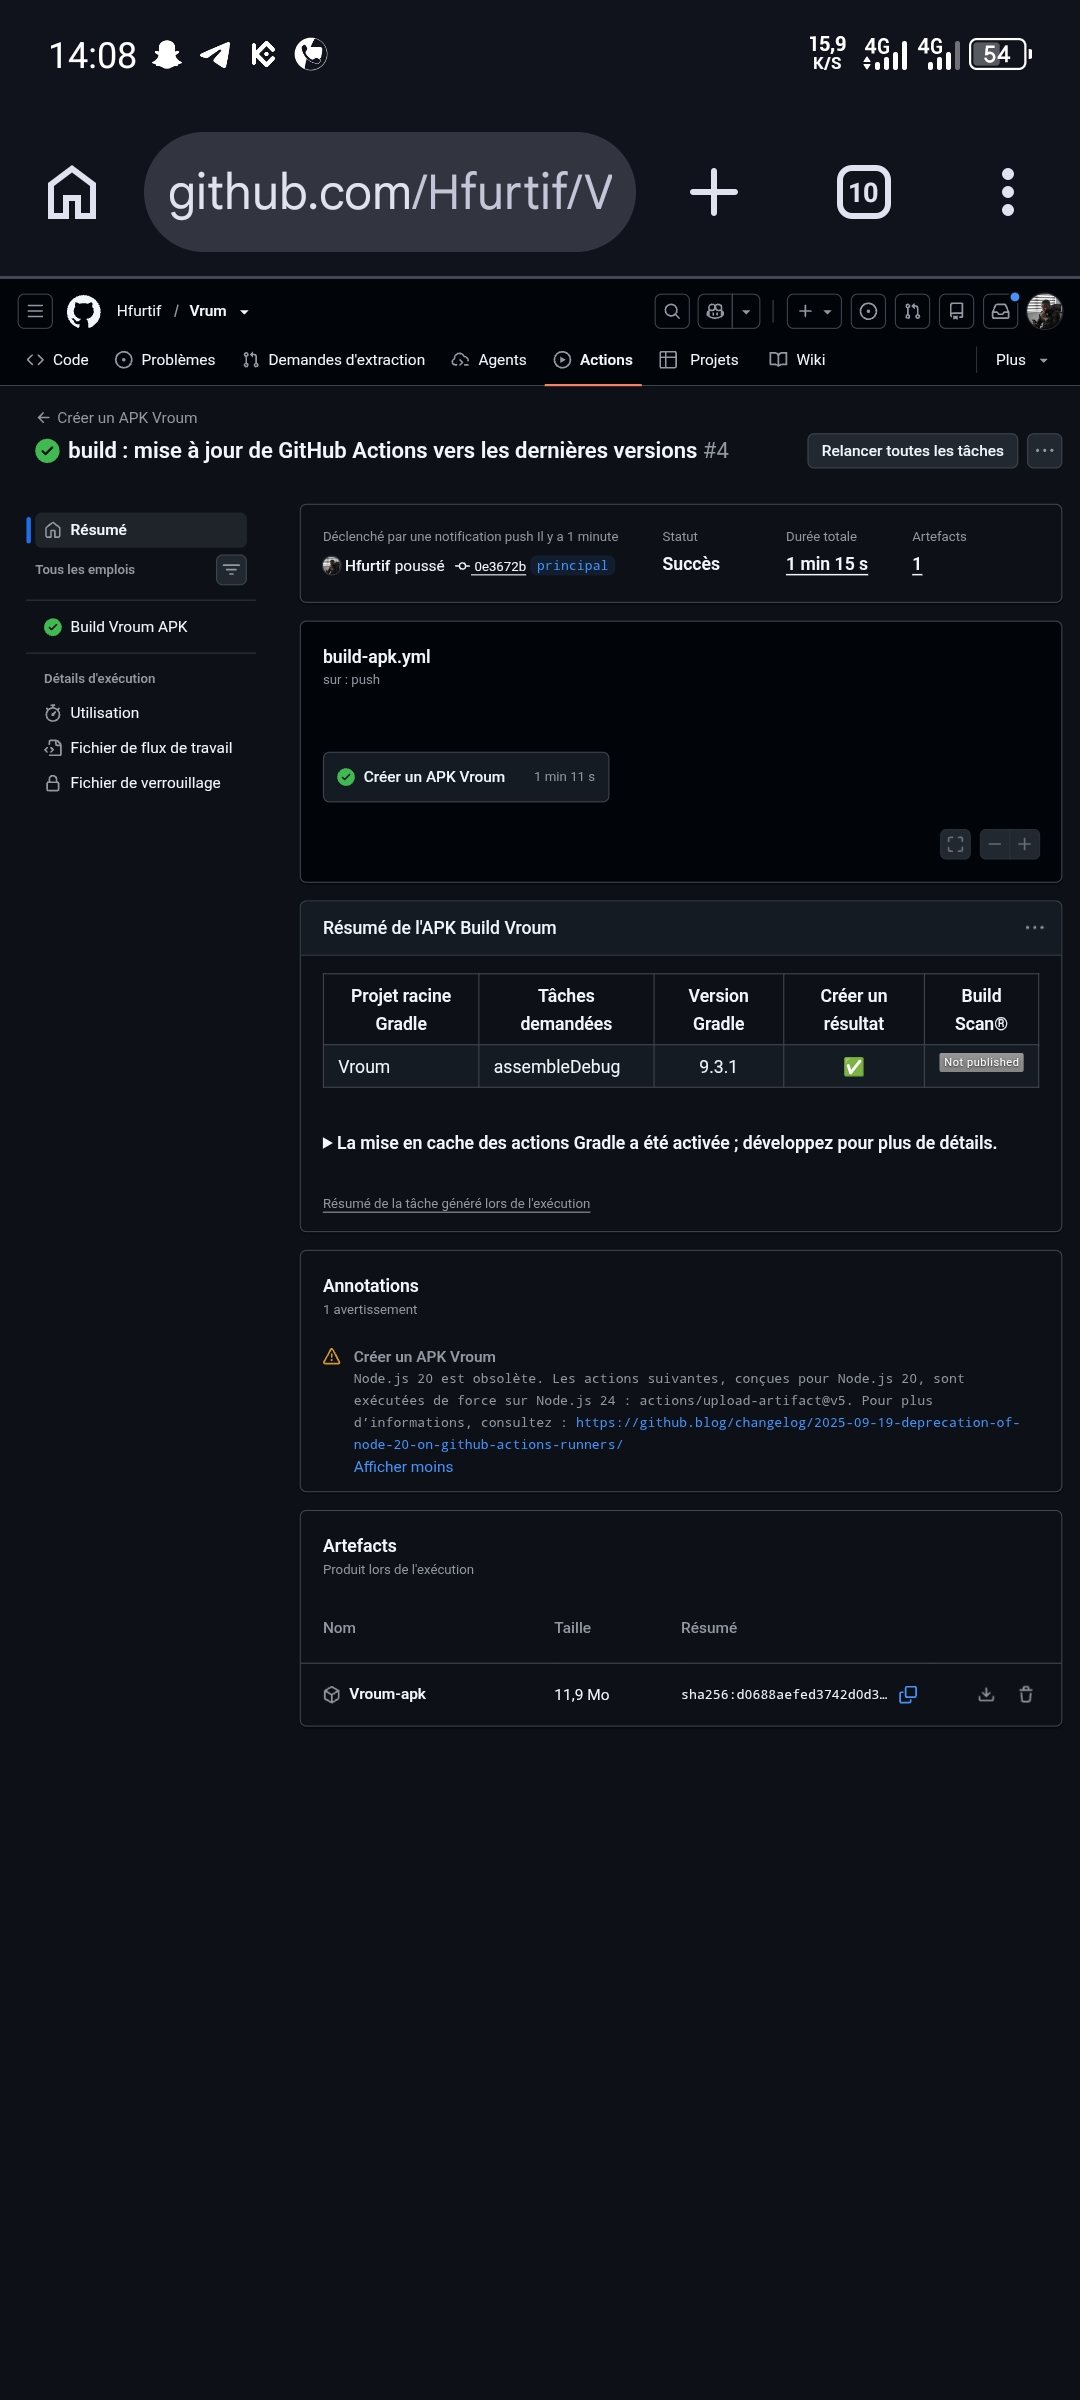 14:08
15,9 K/S 4G 4G 54
github.com/Hfurtif/V
10
Hfurtif / Vrum
Code Problèmes Demandes d'extraction Agents Actions Projets Wiki Plus
Créer un APK Vroum
build : mise à jour de GitHub Actions vers les dernières versions #4
Relancer toutes les tâches
Résumé
Tous les emplois
Build Vroum APK
Détails d'exécution
Utilisation
Fichier de flux de travail
Fichier de verrouillage
Déclenché par une notification push Il y a 1 minute
Hfurtif poussé 0e3672b principal
Statut
Succès
Durée totale
1 min 15 s
Artefacts
1
build-apk.yml
sur : push
Créer un APK Vroum 1 min 11 s
Résumé de l'APK Build Vroum
Projet racine Gradle
Tâches demandées
Version Gradle
Créer un résultat
Build Scan®
Vroum assembleDebug 9.3.1 ✅ Not published
La mise en cache des actions Gradle a été activée ; développez pour plus de détails.
Résumé de la tâche généré lors de l'exécution
Annotations
1 avertissement
Créer un APK Vroum
Node.js 20 est obsolète. Les actions suivantes, conçues pour Node.js 20, sont
exécutées de force sur Node.js 24 : actions/upload-artifact@v5. Pour plus
d’informations, consultez : https://github.blog/changelog/2025-09-19-deprecation-of-
node-20-on-github-actions-runners/
Afficher moins
Artefacts
Produit lors de l'exécution
Nom Taille Résumé
Vroum-apk 11,9 Mo sha256:d0688aefed3742d0d3…